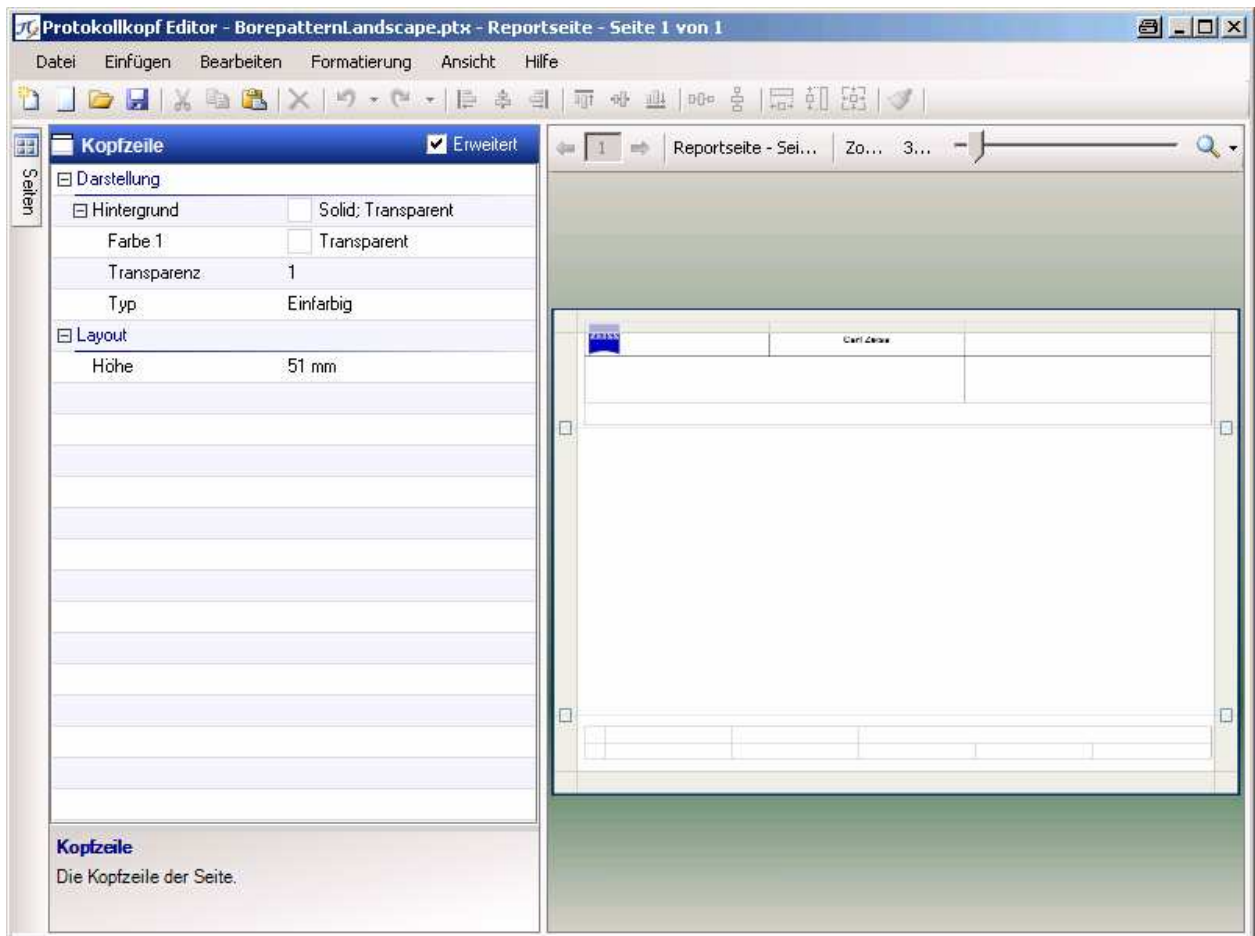 Protokollkopf Editor - BorepatternLandscape.ptx - Reportseite - Seite 1 von 1
Datei Einfügen Bearbeiten Formatierung Ansicht Hilfe
Seiten
Kopfzeile Erweitert
Darstellung
Hintergrund Solid; Transparent
Farbe 1 Transparent
Transparenz 1
Typ Einfarbig
Layout
Höhe 51 mm
Kopfzeile
Die Kopfzeile der Seite.
1 Reportseite - Sei... Zo... 3...
ZEISS Carl Zeiss